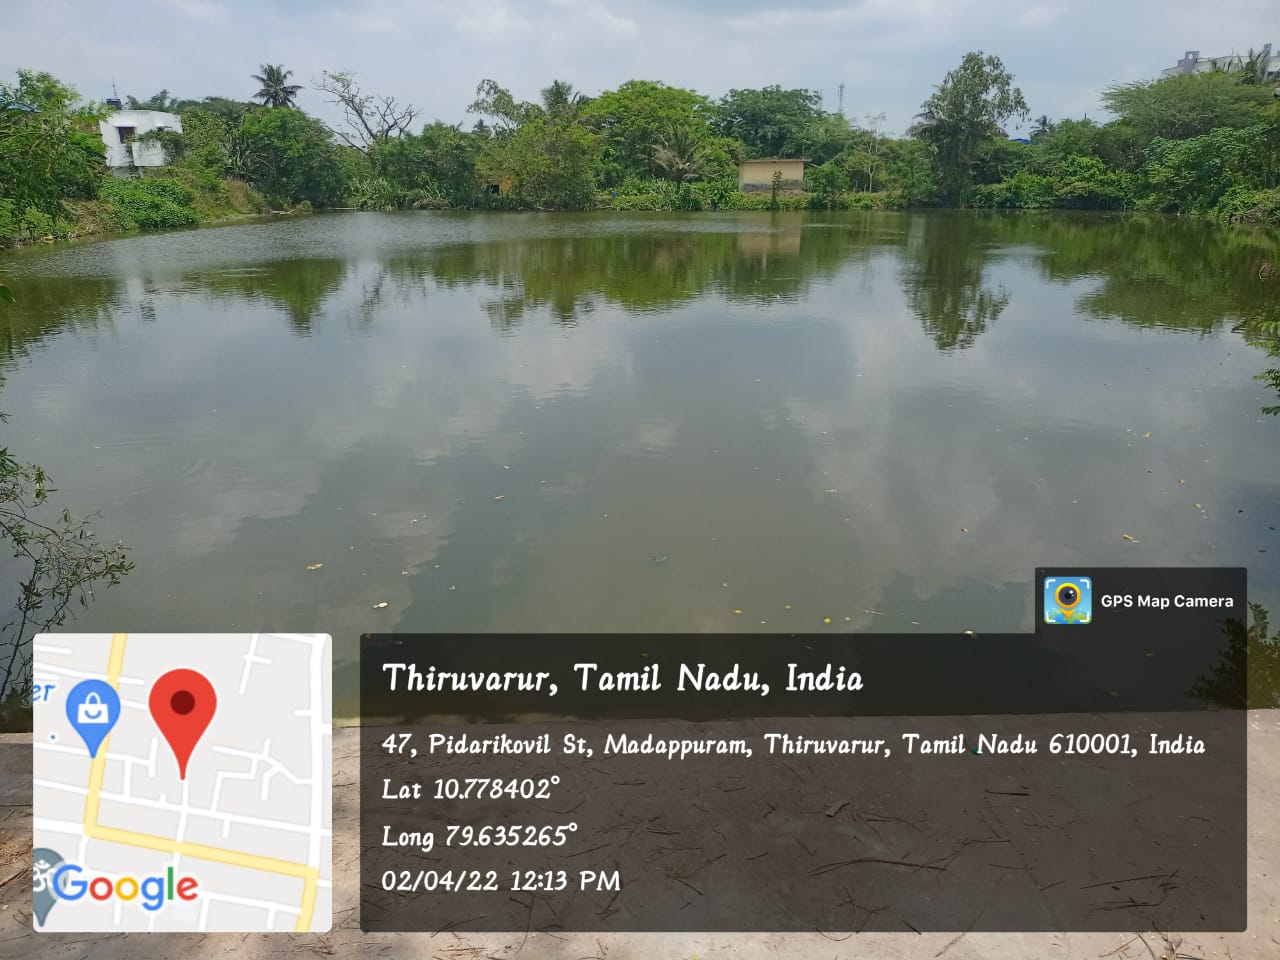 GPS Map Camera
Thiruvarur, Tamil Nadu, India
47, Pidarikovil St, Madappuram, Thiruvarur, Tamil Nadu 610001, India
Lat 10.778402°
Long 79.635265°
02/04/22 12:13 PM
er
Google